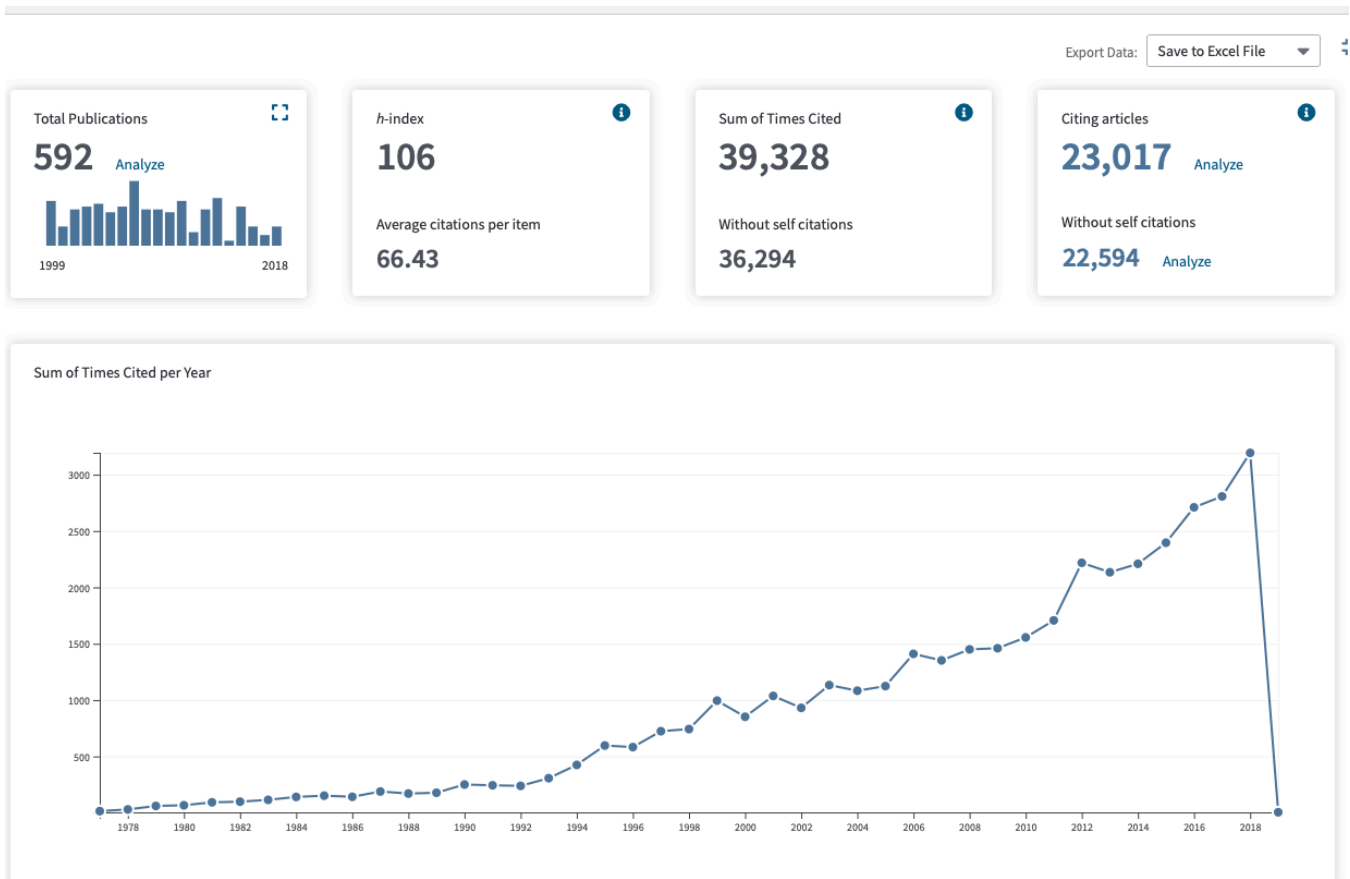 Export Data: Save to Excel File
Total Publications
592 Analyze
1999 2018
h-index
106
Average citations per item
66.43
Sum of Times Cited
39,328
Without self citations
36,294
Citing articles
23,017 Analyze
Without self citations
22,594 Analyze
Sum of Times Cited per Year
3000
2500
2000
1500
1000
500
1978 1980 1982 1984 1986 1988 1990 1992 1994 1996 1998 2000 2002 2004 2006 2008 2010 2012 2014 2016 2018